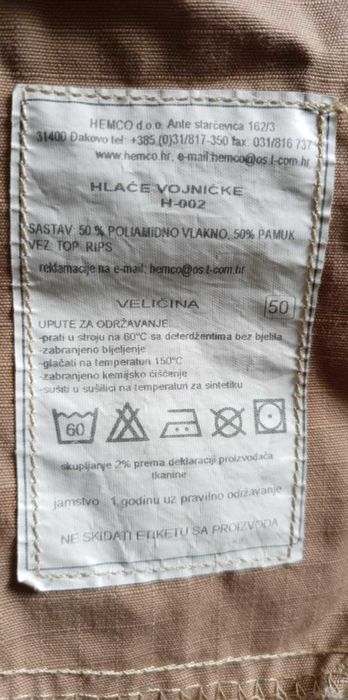 HEMCO d.o.o. Ante starčevića 162/3
31400 Đakovo tel: +385 (0)31/817-350 fax: 031/816 737
www.hemco.hr, e-mail:hemco@os.t-com.hr
HLAČE VOJNIČKE
H-002
SASTAV: 50 % POLIAMIDNO VLAKNO, 50% PAMUK
VEZ: TOP. RIPS
reklamacije na e-mail: hemco@os.t-com.hr
VELIČINA 50
UPUTE ZA ODRŽAVANJE
-prati u stroju na 60°C sa deterdžentima bez bjelila
-zabranjeno bljeljenje
-glačati na temperaturi 150°C
-zabranjeno kemijsko čišćenje
-sušiti u sušilici na temperaturi za sintetiku
60
skupljanje 2% prema deklaraciji proizvođača
tkanine
jamstvo 1 godinu uz pravilno održavanje
NE SKIDATI ETIKETU SA PROIZVODA